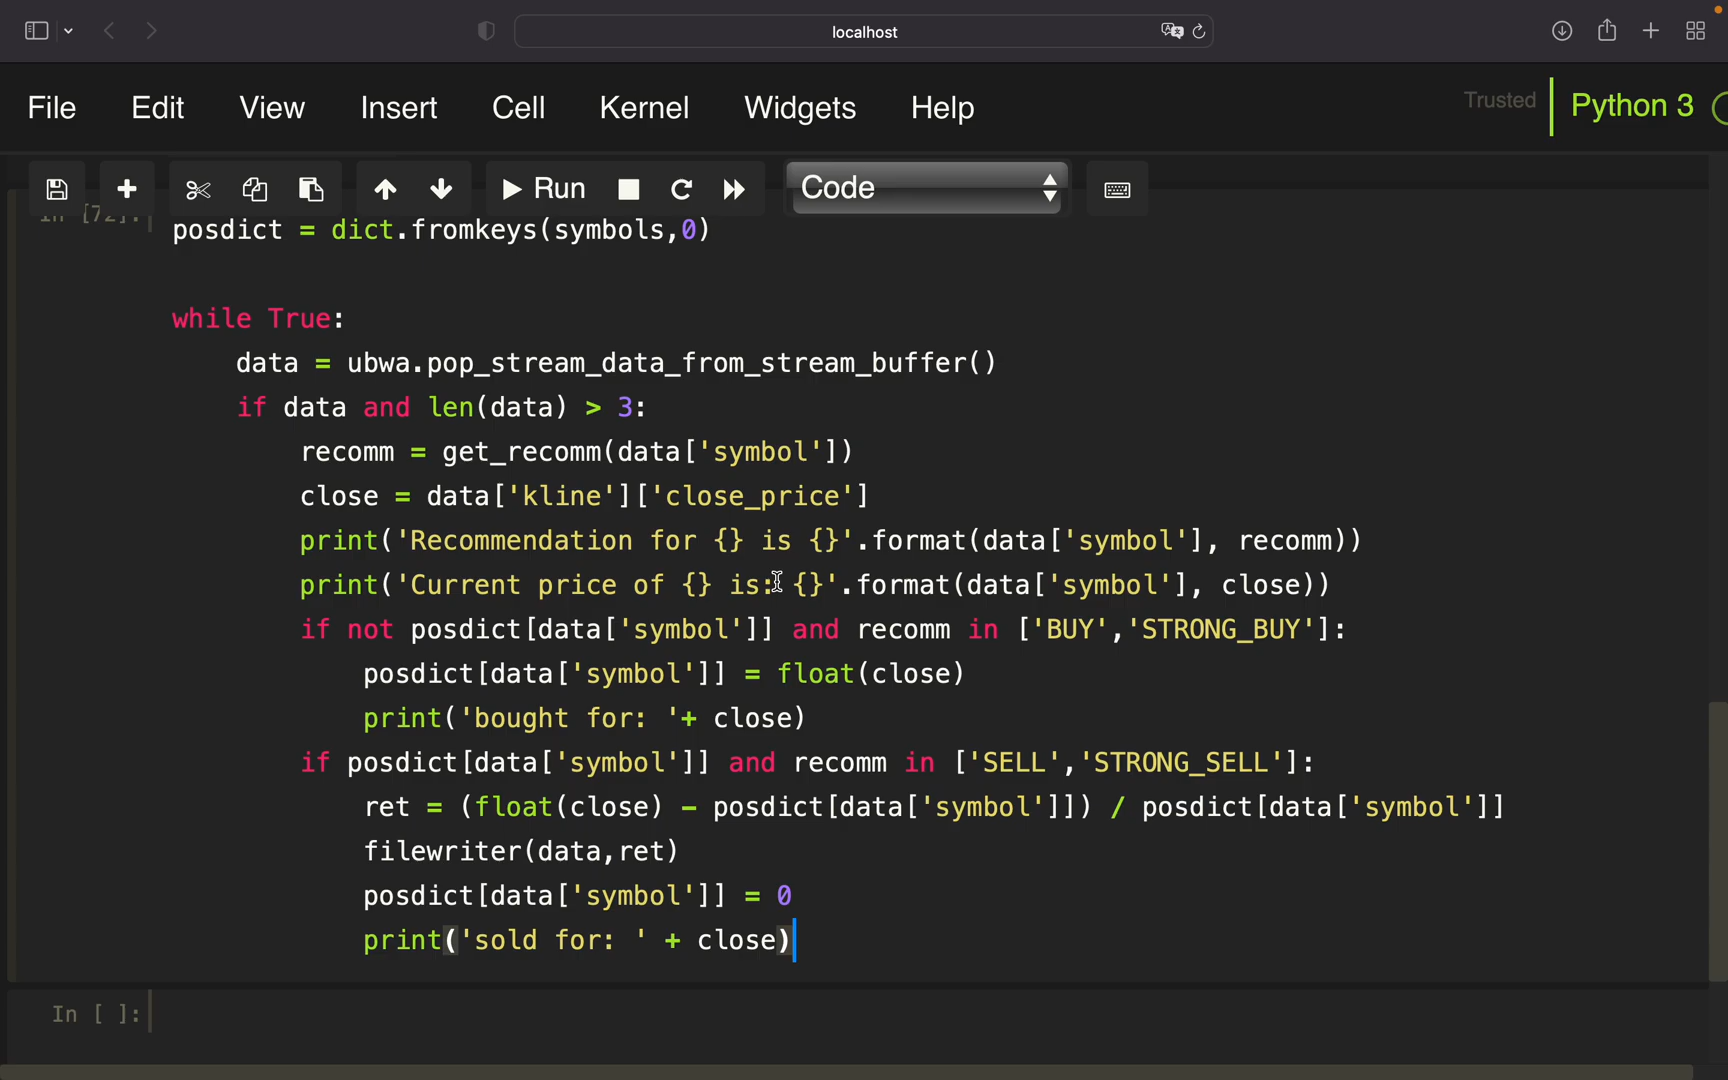 localhost
File Edit View Insert Cell Kernel Widgets Help Trusted Python 3
Run Code
In [72]:
posdict = dict.fromkeys(symbols,0)
while True:
    data = ubwa.pop_stream_data_from_stream_buffer()
    if data and len(data) > 3:
        recomm = get_recomm(data['symbol'])
        close = data['kline']['close_price']
        print('Recommendation for {} is {}'.format(data['symbol'], recomm))
        print('Current price of {} is: {}'.format(data['symbol'], close))
        if not posdict[data['symbol']] and recomm in ['BUY','STRONG_BUY']:
            posdict[data['symbol']] = float(close)
            print('bought for: '+ close)
        if posdict[data['symbol']] and recomm in ['SELL','STRONG_SELL']:
            ret = (float(close) - posdict[data['symbol']]) / posdict[data['symbol']]
            filewriter(data,ret)
            posdict[data['symbol']] = 0
            print('sold for: ' + close)
In [ ]: